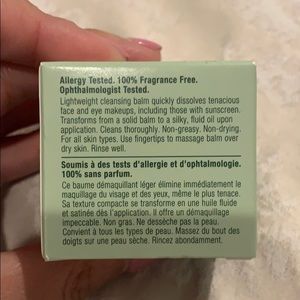 Allergy Tested. 100% Fragrance Free.
Ophthalmologist Tested.
Lightweight cleansing balm quickly dissolves tenacious
face and eye makeups, including those with sunscreen.
Transforms from a solid balm to a silky, fluid oil upon
application. Cleans thoroughly. Non-greasy. Non-drying.
For all skin types. Use fingertips to massage balm over
dry skin. Rinse well.
Soumis à des tests d'allergie et d'ophtalmologie.
100% sans parfum.
Ce baume démaquillant léger élimine immédiatement le
maquillage du visage et des yeux, même le plus tenace.
Sa texture compacte se transforme en une huile fluide
et satinée dès l'application. Il offre un démaquillage
impeccable. Non gras. Ne dessèche pas la peau.
Convient à tous les types de peau. Massez du bout des
doigts sur une peau sèche. Rincez abondamment.